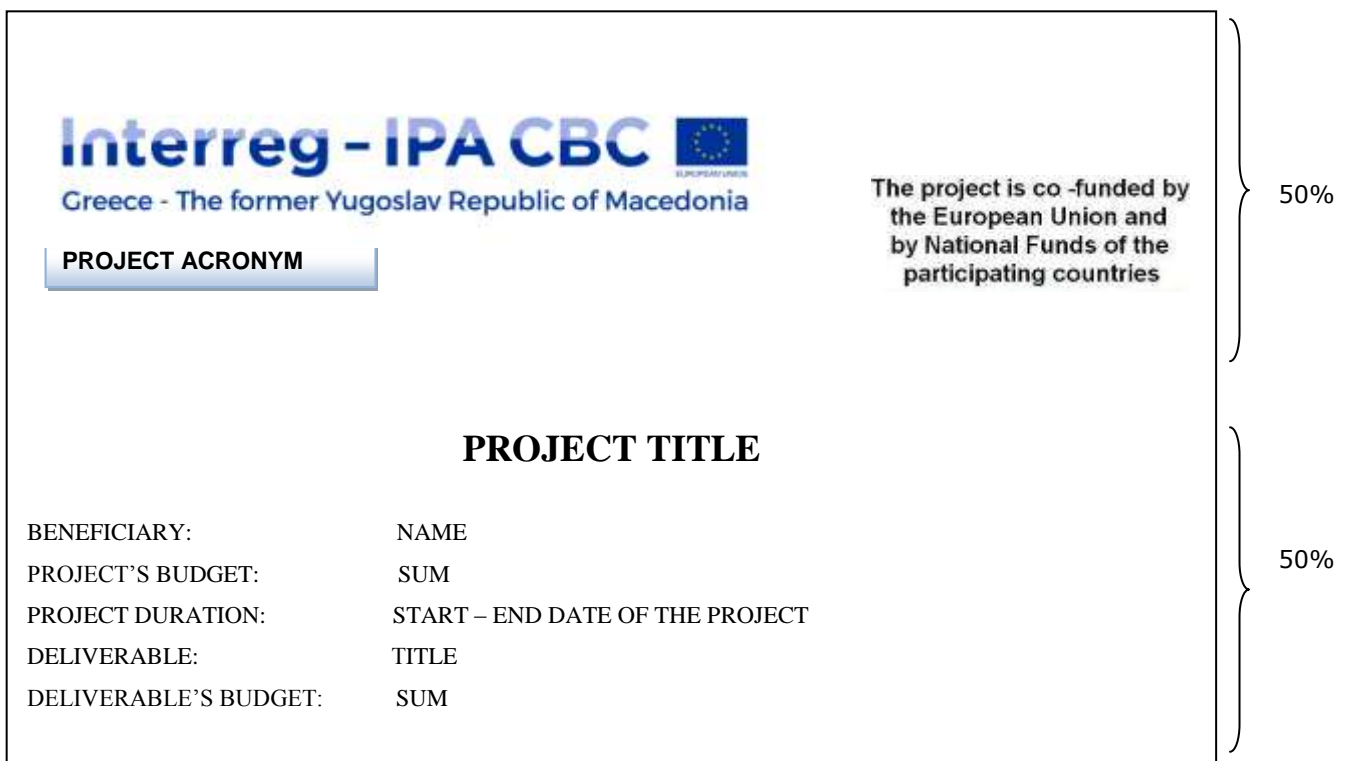 Interreg - IPA CBC
EUROPEAN UNION
Greece - The former Yugoslav Republic of Macedonia
PROJECT ACRONYM
The project is co -funded by
the European Union and
by National Funds of the
participating countries
50%
PROJECT TITLE
BENEFICIARY: NAME
PROJECT’S BUDGET: SUM
PROJECT DURATION: START – END DATE OF THE PROJECT
DELIVERABLE: TITLE
DELIVERABLE’S BUDGET: SUM
50%